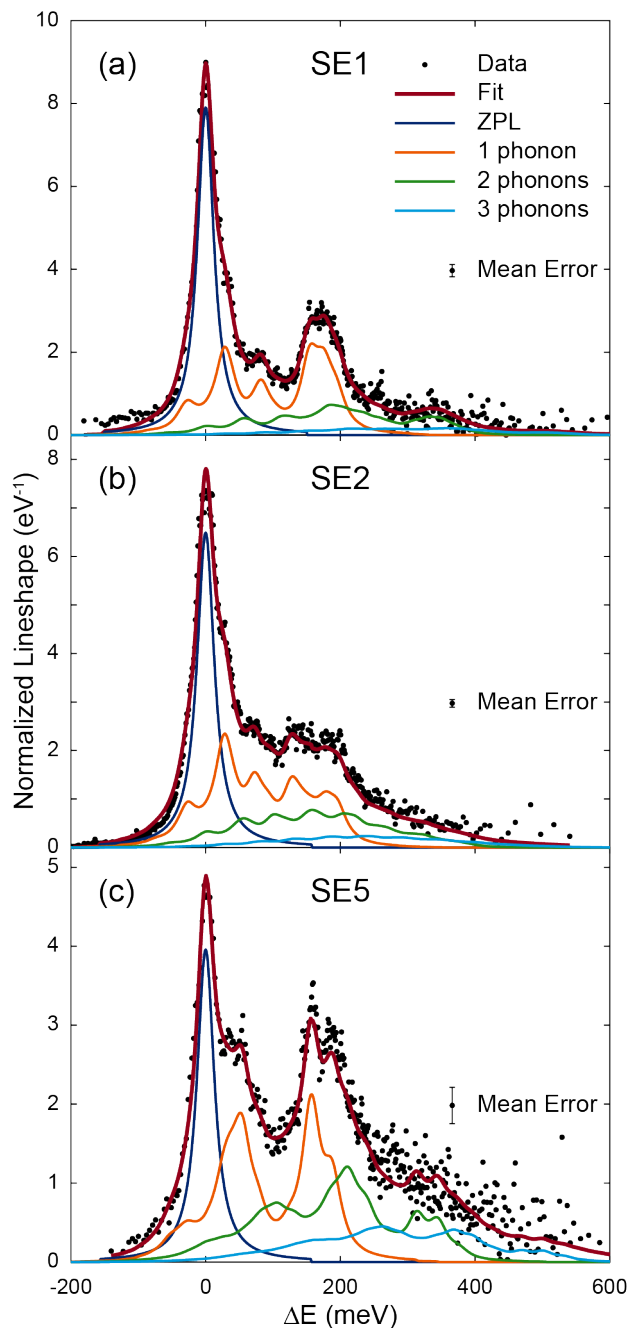 (a)
SE1
Data
Fit
ZPL
1 phonon
2 phonons
3 phonons
Mean Error
10
8
6
4
2
0
(b)
SE2
Mean Error
8
6
4
2
0
(c)
SE5
Mean Error
5
4
3
2
1
0
Normalized Lineshape (eV⁻¹)
-200
0
200
400
600
ΔE (meV)